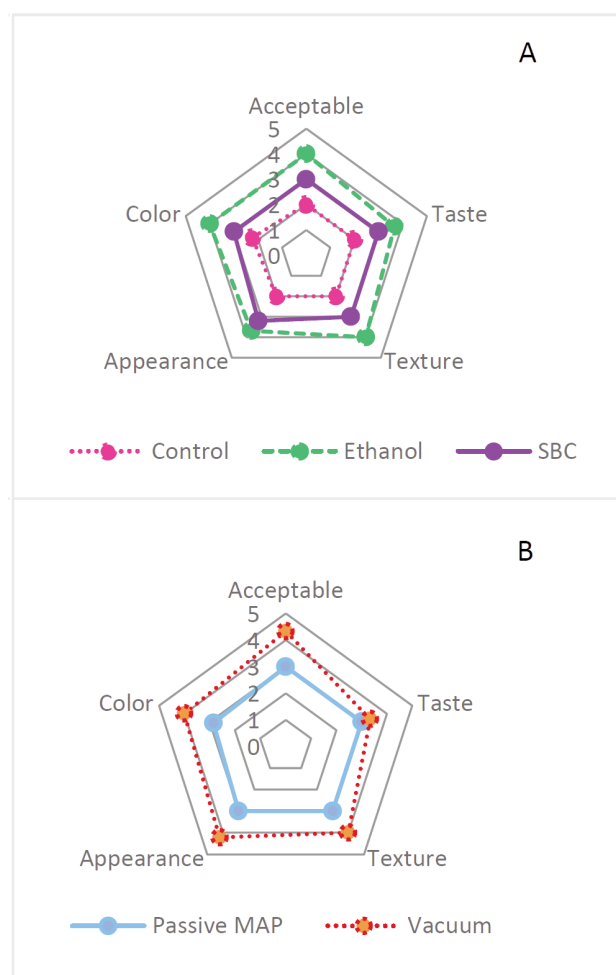 A
Acceptable
5
4
3
2
1
0
Color
Taste
Appearance
Texture
Control
Ethanol
SBC
B
Acceptable
5
4
3
2
1
0
Color
Taste
Appearance
Texture
Passive MAP
Vacuum